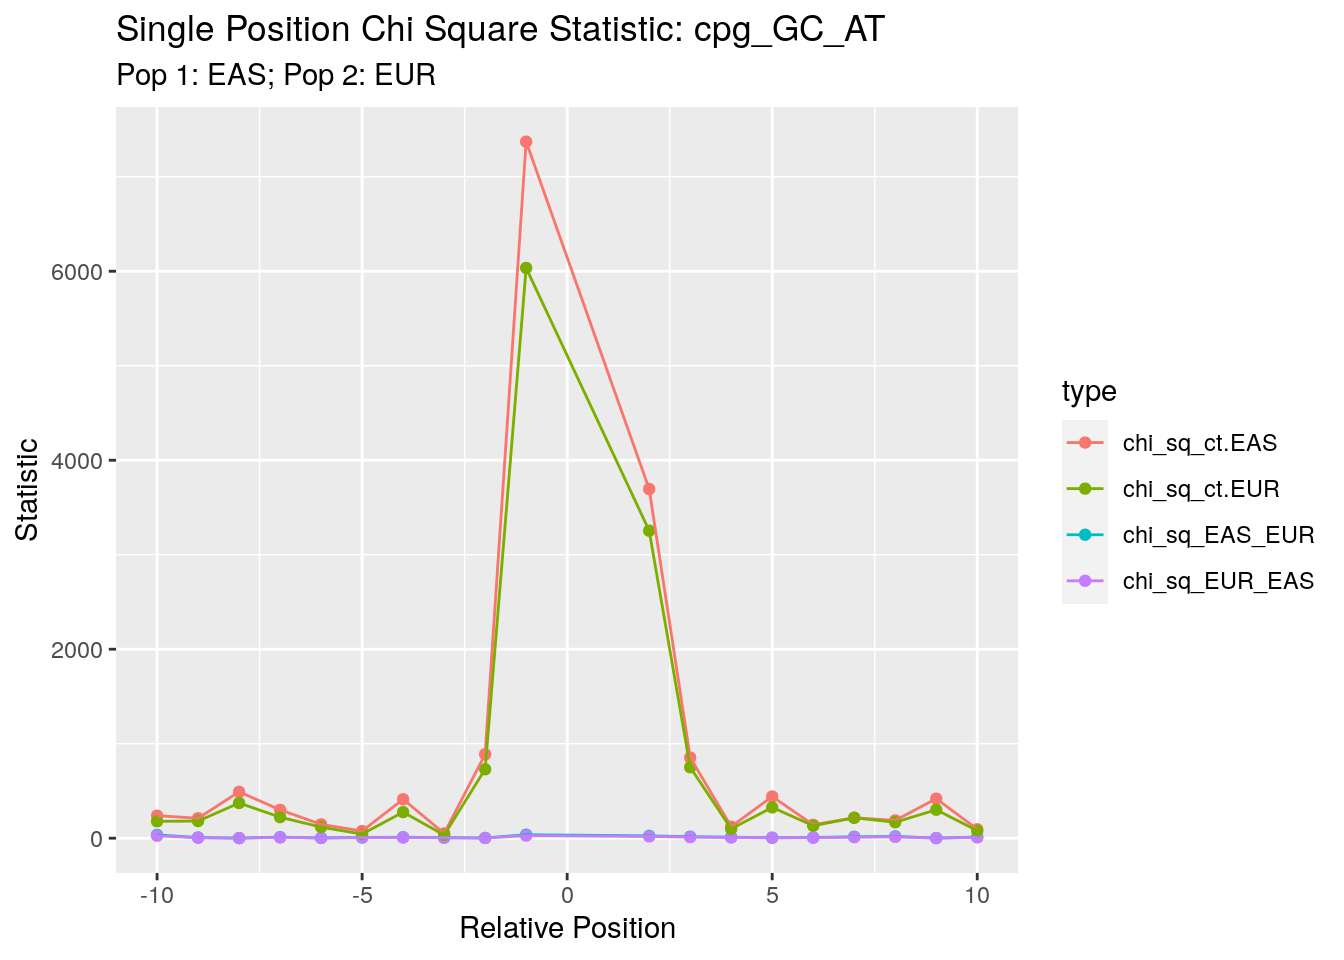 Single Position Chi Square Statistic: cpg_GC_AT
Pop 1: EAS; Pop 2: EUR
Statistic
6000
4000
2000
0
-10
-5
0
5
10
Relative Position
type
chi_sq_ct.EAS
chi_sq_ct.EUR
chi_sq_EAS_EUR
chi_sq_EUR_EAS